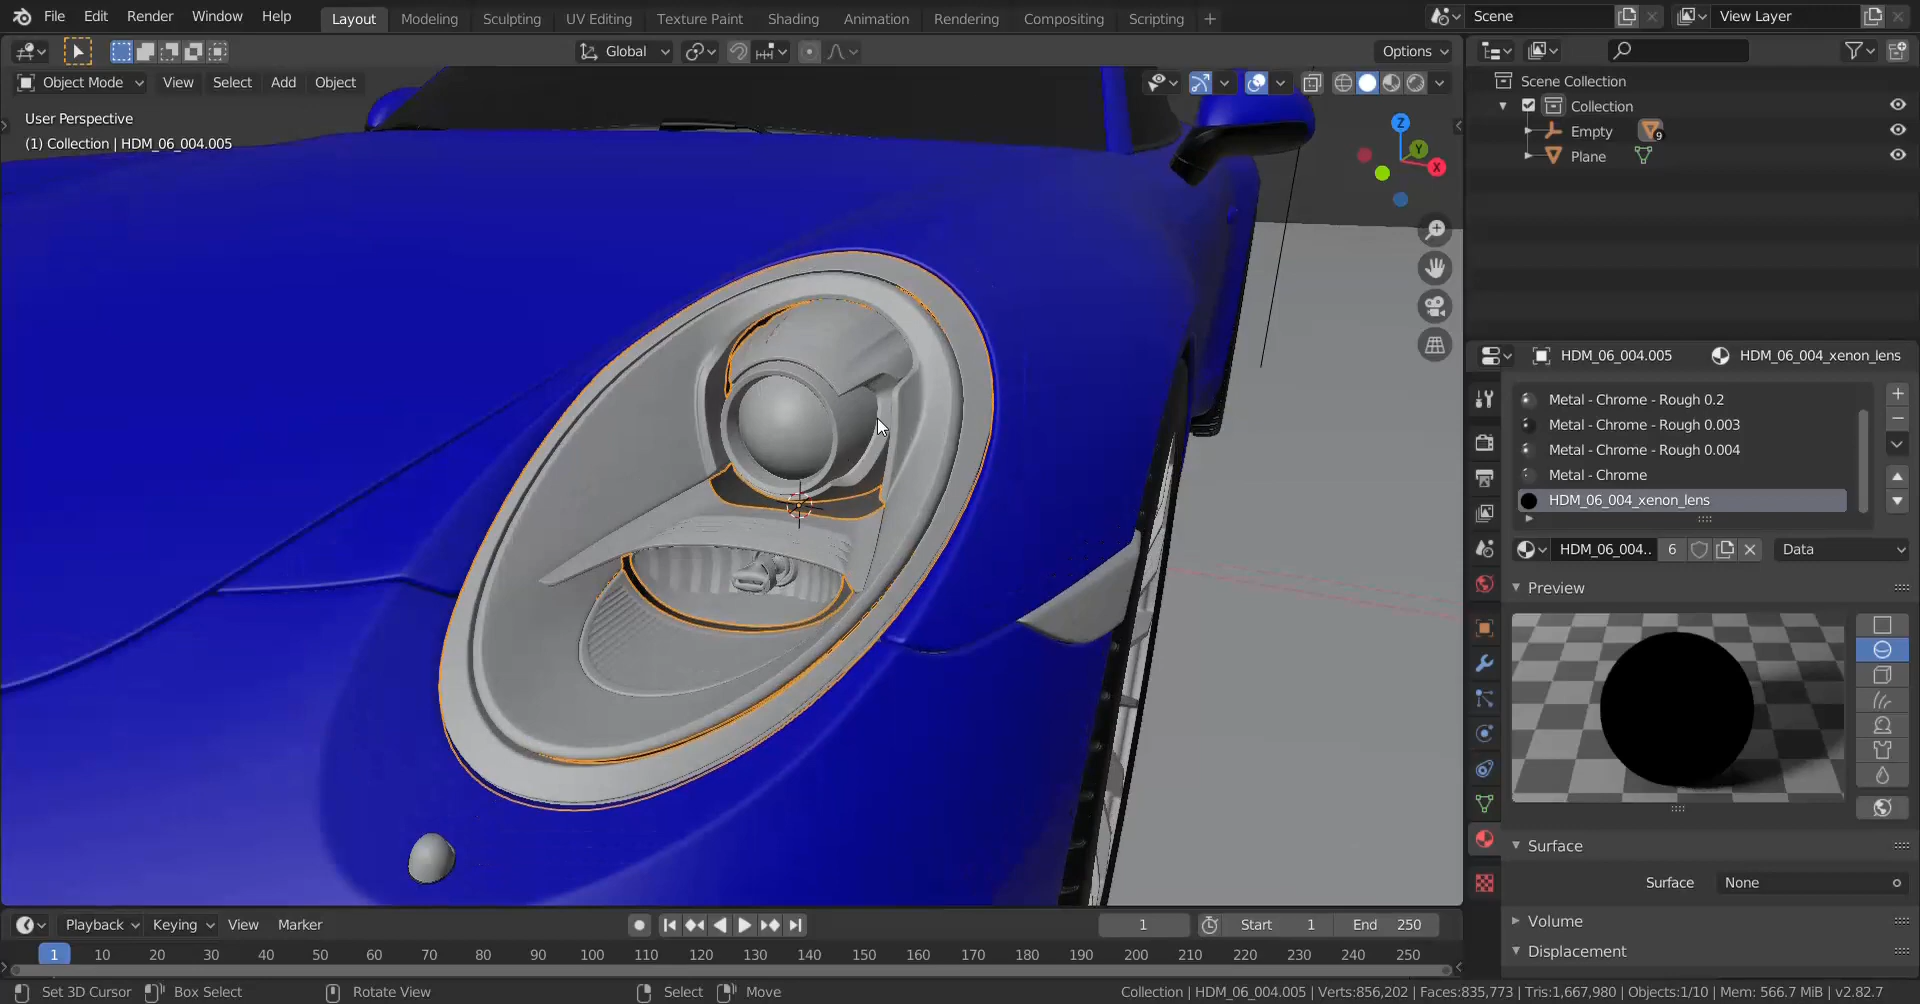 File Edit Render Window Help Layout Modeling Sculpting UV Editing Texture Paint Shading Animation Rendering Compositing Scripting + Scene View Layer
Global Options
Object Mode View Select Add Object
User Perspective
(1) Collection | HDM_06_004.005
Z
Y
X
Scene Collection
Collection
Empty 9
Plane
HDM_06_004.005 HDM_06_004_xenon_lens
Metal - Chrome - Rough 0.2
Metal - Chrome - Rough 0.003
Metal - Chrome - Rough 0.004
Metal - Chrome
HDM_06_004_xenon_lens
HDM_06_004.. 6 Data
Preview
Surface
Surface None
Volume
Displacement
Playback Keying View Marker 1 Start 1 End 250
1 10 20 30 40 50 60 70 80 90 100 110 120 130 140 150 160 170 180 190 200 210 220 230 240 250
Set 3D Cursor Box Select Rotate View Select Move Collection | HDM_06_004.005 | Verts:856,202 | Faces:835,773 | Tris:1,667,980 | Objects:1/10 | Mem: 566.7 MiB | v2.82.7